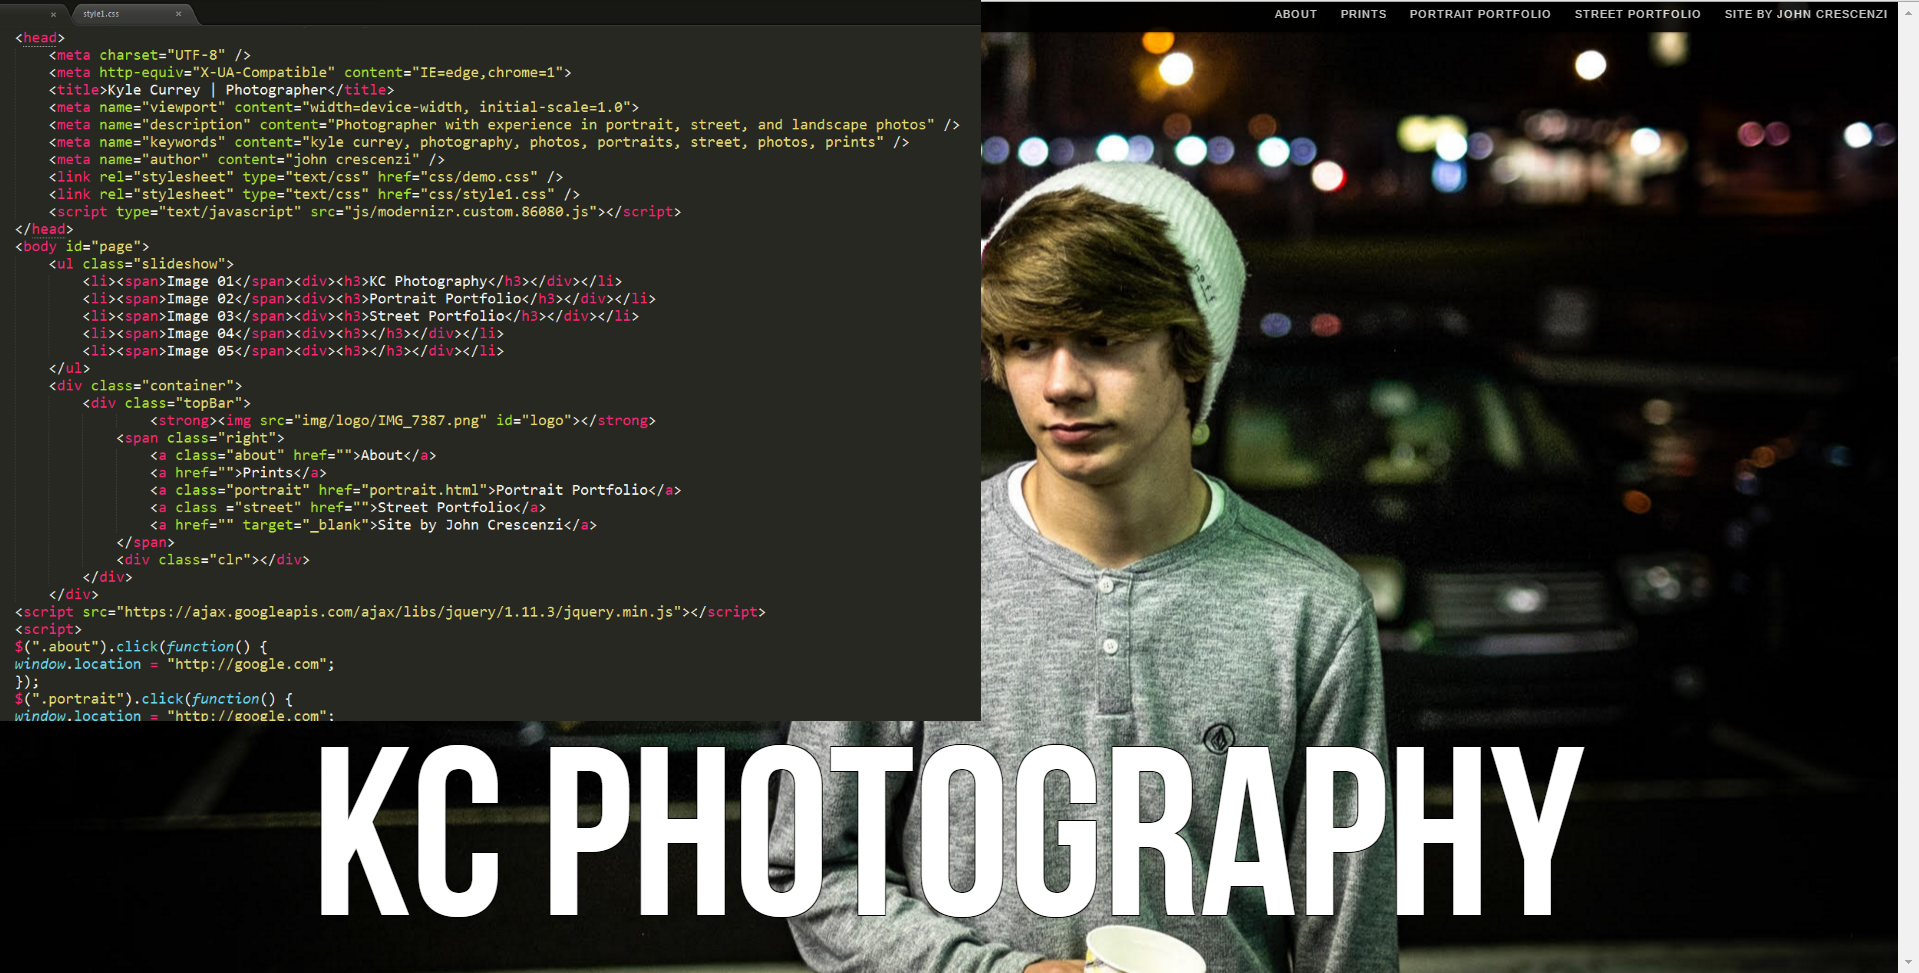 style1.css
ABOUT PRINTS PORTRAIT PORTFOLIO STREET PORTFOLIO SITE BY JOHN CRESCENZI
<head>
<meta charset="UTF-8" />
<meta http-equiv="X-UA-Compatible" content="IE=edge,chrome=1">
<title>Kyle Currey | Photographer</title>
<meta name="viewport" content="width=device-width, initial-scale=1.0">
<meta name="description" content="Photographer with experience in portrait, street, and landscape photos" />
<meta name="keywords" content="kyle currey, photography, photos, portraits, street, photos, prints" />
<meta name="author" content="john crescenzi" />
<link rel="stylesheet" type="text/css" href="css/demo.css" />
<link rel="stylesheet" type="text/css" href="css/style1.css" />
<script type="text/javascript" src="js/modernizr.custom.86080.js"></script>
</head>
<body id="page">
<ul class="slideshow">
<li><span>Image 01</span><div><h3>KC Photography</h3></div></li>
<li><span>Image 02</span><div><h3>Portrait Portfolio</h3></div></li>
<li><span>Image 03</span><div><h3>Street Portfolio</h3></div></li>
<li><span>Image 04</span><div><h3></h3></div></li>
<li><span>Image 05</span><div><h3></h3></div></li>
</ul>
<div class="container">
<div class="topBar">
<strong><img src="img/logo/IMG_7387.png" id="logo"></strong>
<span class="right">
<a class="about" href="">About</a>
<a href="">Prints</a>
<a class="portrait" href="portrait.html">Portrait Portfolio</a>
<a class ="street" href="">Street Portfolio</a>
<a href="" target="_blank">Site by John Crescenzi</a>
</span>
<div class="clr"></div>
</div>
</div>
<script src="https://ajax.googleapis.com/ajax/libs/jquery/1.11.3/jquery.min.js"></script>
<script>
$(".about").click(function() {
window.location = "http://google.com";
});
$(".portrait").click(function() {
window.location = "http://google.com";
neff
KC PHOTOGRAPHY